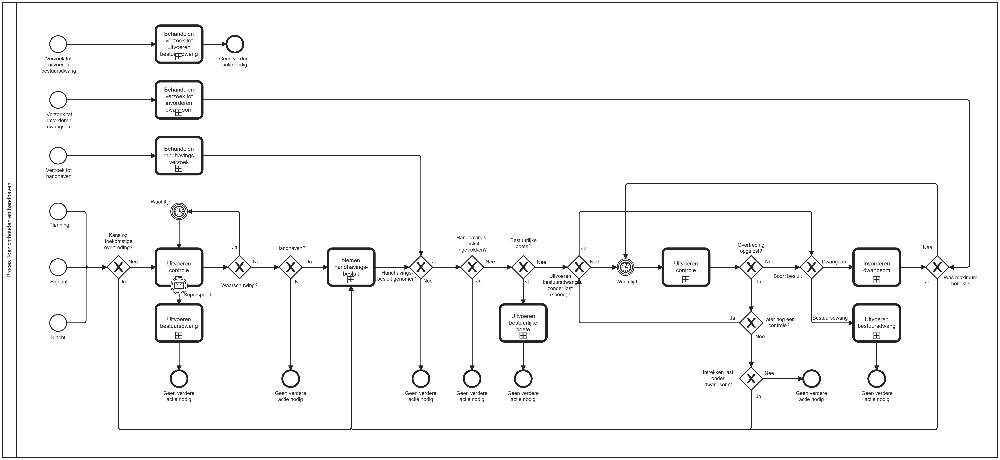 Proces Toezichthouden en handhaven
Verzoek tot
uitvoeren
bestuursdwang
Behandelen
verzoek tot
uitvoeren
bestuursdwang
Geen verdere
actie nodig
Verzoek tot
invorderen
dwangsom
Behandelen
verzoek tot
invorderen
dwangsom
Verzoek tot
handhaven
Behandelen
handhavings-
verzoek
Planning
Signaal
Klacht
Kans op
toekomstige
overtreding?
Nee
Ja
Wachttijd
Uitvoeren
controle
Superspoed
Uitvoeren
bestuursdwang
Geen verdere
actie nodig
Ja
Nee
Waarschuwing?
Handhaven?
Ja
Nee
Geen verdere
actie nodig
Nemen
handhavings-
besluit
Handhavings-
besluit genomen?
Ja
Nee
Geen verdere
actie nodig
Handhavings-
besluit
ingetrokken?
Nee
Ja
Geen verdere
actie nodig
Bestuurlijke
boete?
Nee
Ja
Uitvoeren
bestuurlijke
boete
Geen verdere
actie nodig
Uitvoeren
bestuursdwang
zonder last
(spoed)?
Ja
Nee
Wachttijd
Uitvoeren
controle
Overtreding
opgelost?
Nee
Ja
Later nog een
controle?
Ja
Nee
Intrekken last
onder
dwangsom?
Nee
Ja
Geen verdere
actie nodig
Soort besluit
Dwangsom
Bestuursdwang
Invorderen
dwangsom
Uitvoeren
bestuursdwang
Geen verdere
actie nodig
Nee
Ja
Was maximum
bereikt?